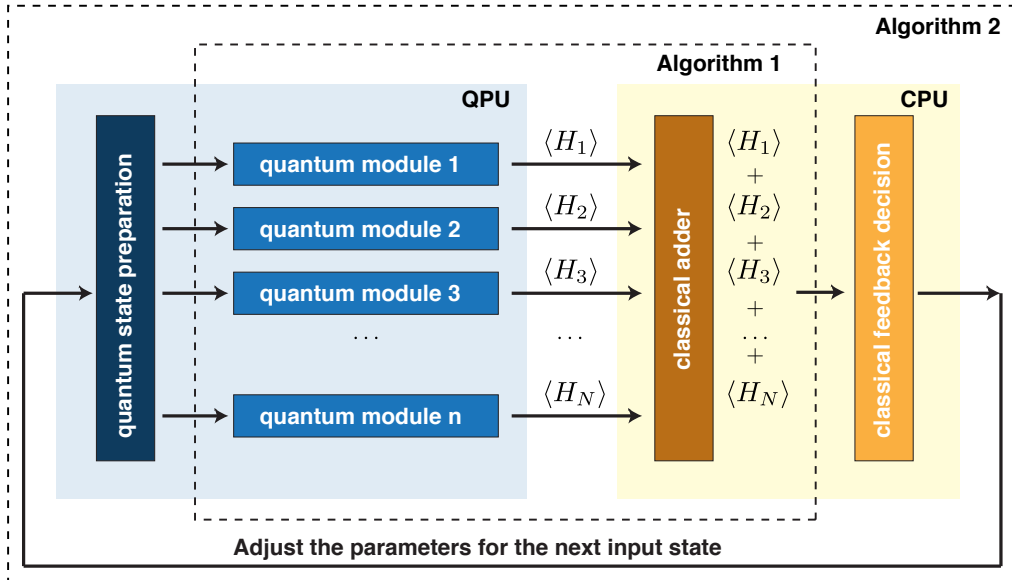 Algorithm 2
Algorithm 1
QPU
CPU
quantum state preparation
quantum module 1
quantum module 2
quantum module 3
...
quantum module n
⟨H₁⟩
⟨H₂⟩
⟨H₃⟩
...
⟨H_N⟩
classical adder
⟨H₁⟩
+
⟨H₂⟩
+
⟨H₃⟩
+
...
+
⟨H_N⟩
classical feedback decision
Adjust the parameters for the next input state